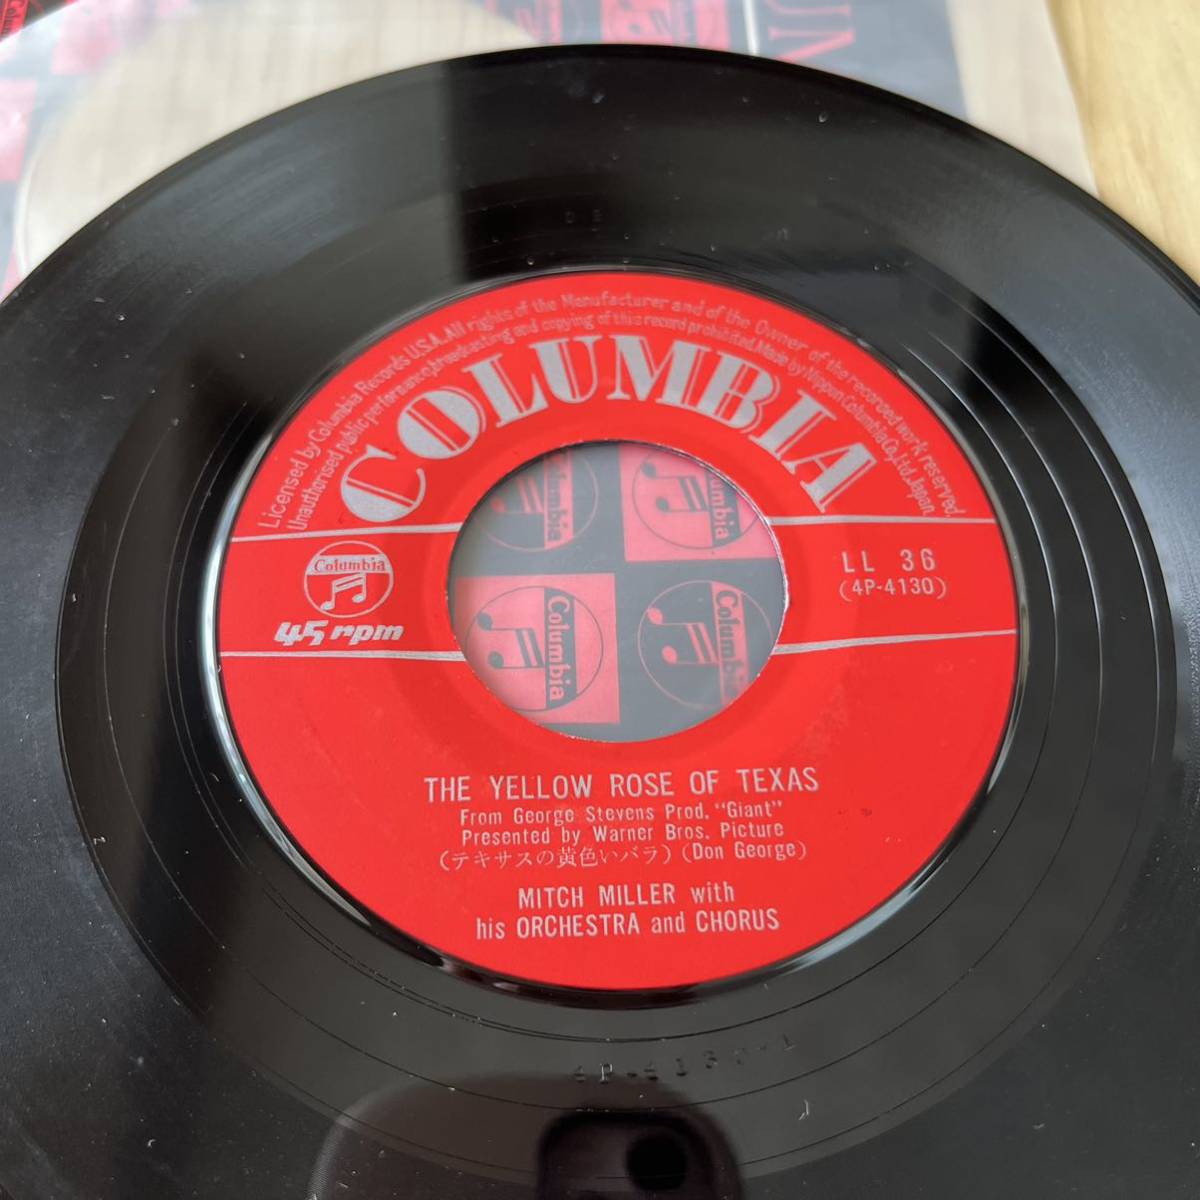 Licensed by Columbia Records U.S.A. All rights of the Manufacturer and of the Owner of the recorded work reserved.
Unauthorised public performance, broadcasting and copying of this record prohibited. Made by Nippon Columbia Co., Ltd., Japan.
COLUMBIA
Columbia
45 rpm
LL 36
(4P-4130)
Columbia
Columbia
Columbia
Columbia
THE YELLOW ROSE OF TEXAS
From George Stevens Prod. "Giant"
Presented by Warner Bros. Picture
(テキサスの黄色いバラ) (Don George)
MITCH MILLER with
his ORCHESTRA and CHORUS